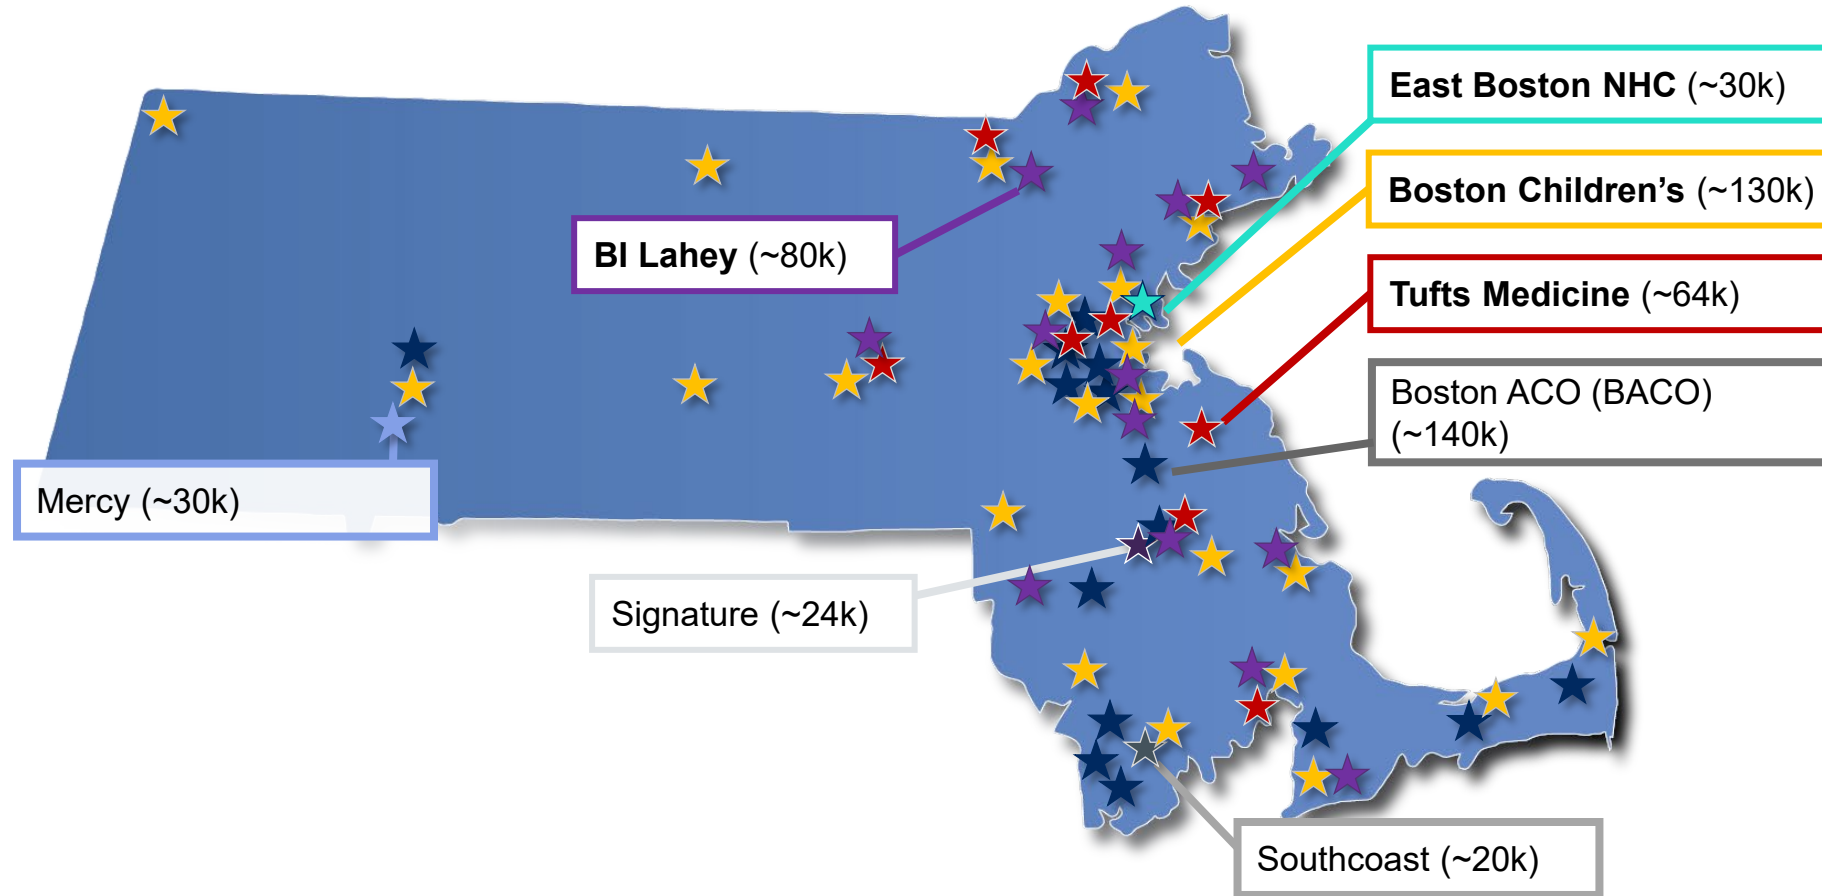 East Boston NHC (~30k)
Boston Children’s (~130k)
BI Lahey (~80k)
Tufts Medicine (~64k)
Boston ACO (BACO)
(~140k)
Mercy (~30k)
Signature (~24k)
Southcoast (~20k)